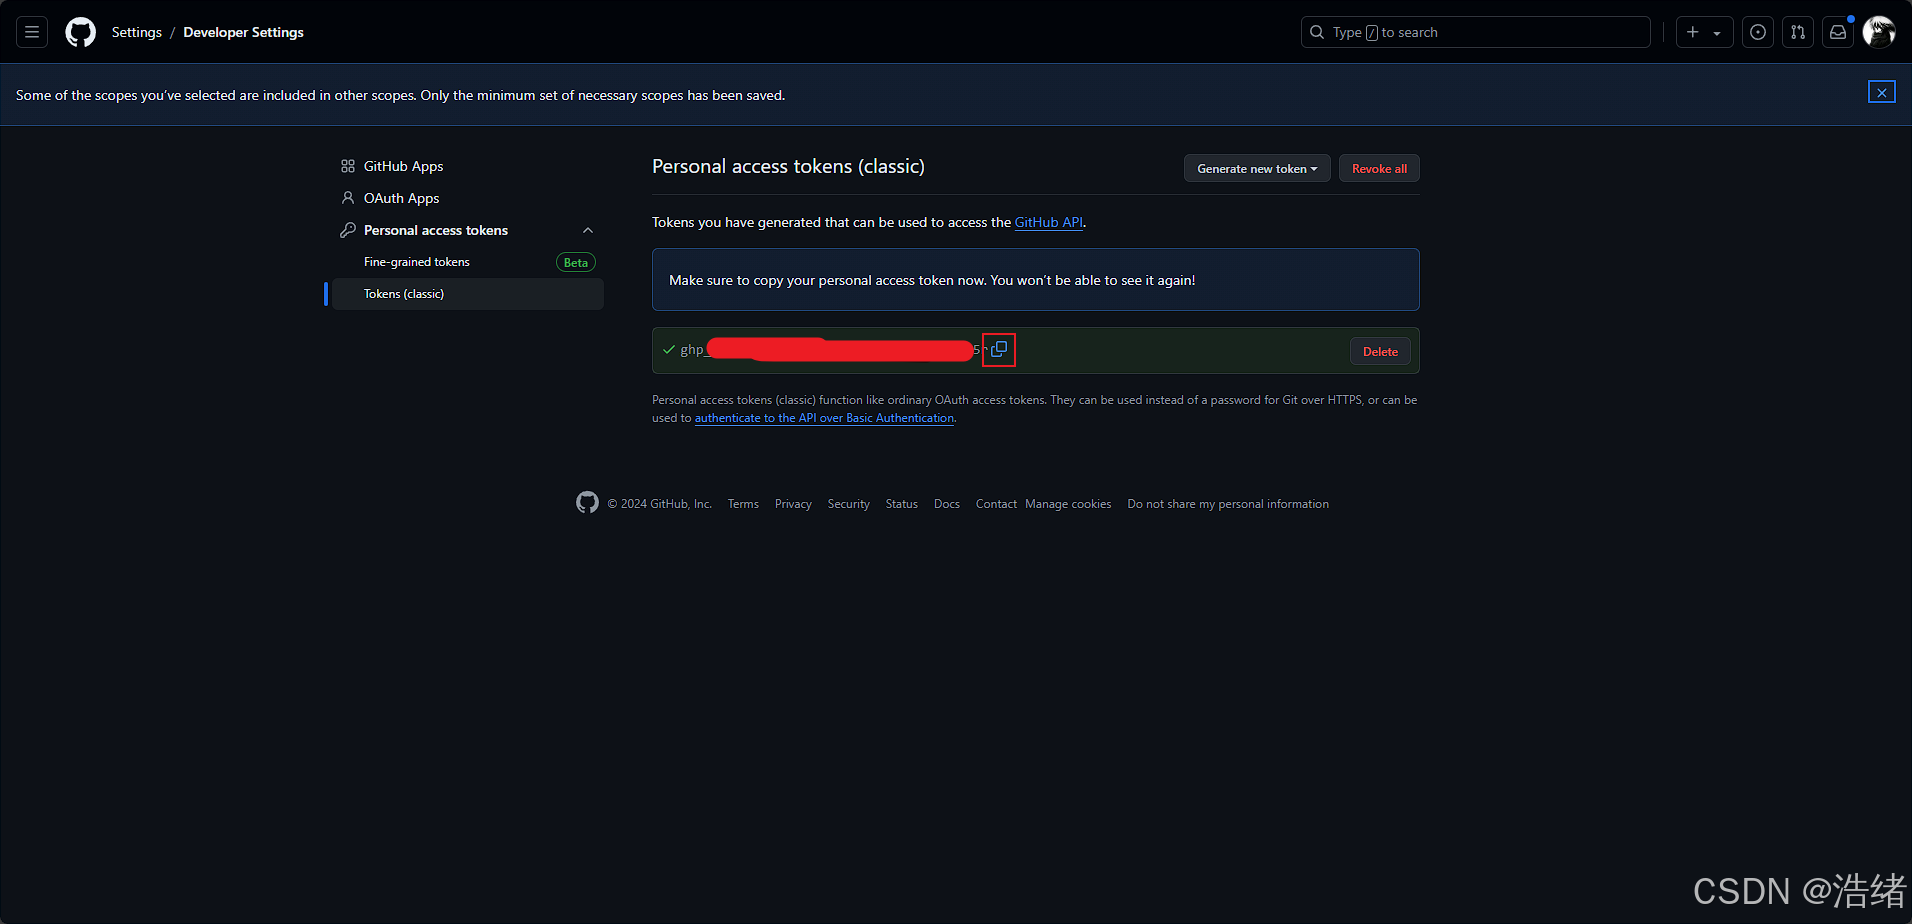 Settings / Developer Settings
Type / to search
Some of the scopes you've selected are included in other scopes. Only the minimum set of necessary scopes has been saved.
GitHub Apps
OAuth Apps
Personal access tokens
Fine-grained tokens Beta
Tokens (classic)
Personal access tokens (classic)
Generate new token
Revoke all
Tokens you have generated that can be used to access the GitHub API.
Make sure to copy your personal access token now. You won't be able to see it again!
ghp_
Delete
Personal access tokens (classic) function like ordinary OAuth access tokens. They can be used instead of a password for Git over HTTPS, or can be
used to authenticate to the API over Basic Authentication.
© 2024 GitHub, Inc. Terms Privacy Security Status Docs Contact Manage cookies Do not share my personal information
CSDN @浩绪